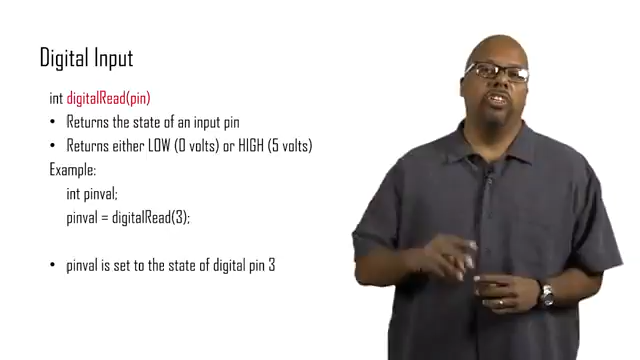 Digital Input
int digitalRead(pin)
• Returns the state of an input pin
• Returns either LOW (0 volts) or HIGH (5 volts)
Example:
int pinval;
pinval = digitalRead(3);
• pinval is set to the state of digital pin 3